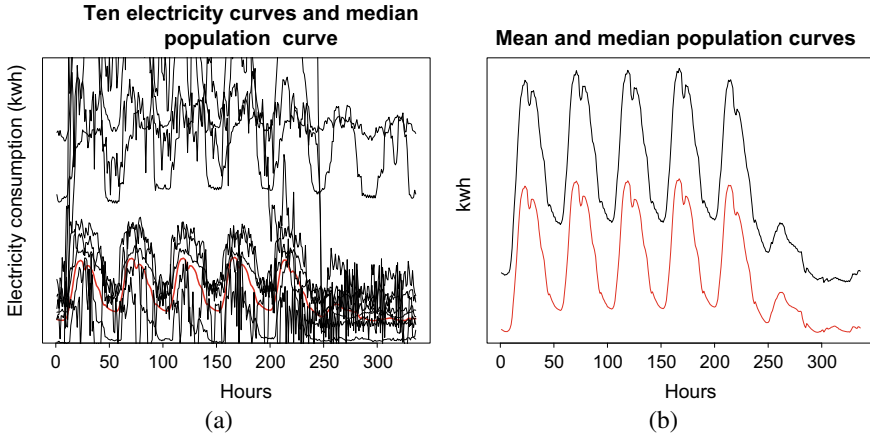 Ten electricity curves and median
population curve
Electricity consumption (kwh)
0 50 100 150 200 250 300
Hours
(a)
Mean and median population curves
kwh
0 50 100 150 200 250 300
Hours
(b)